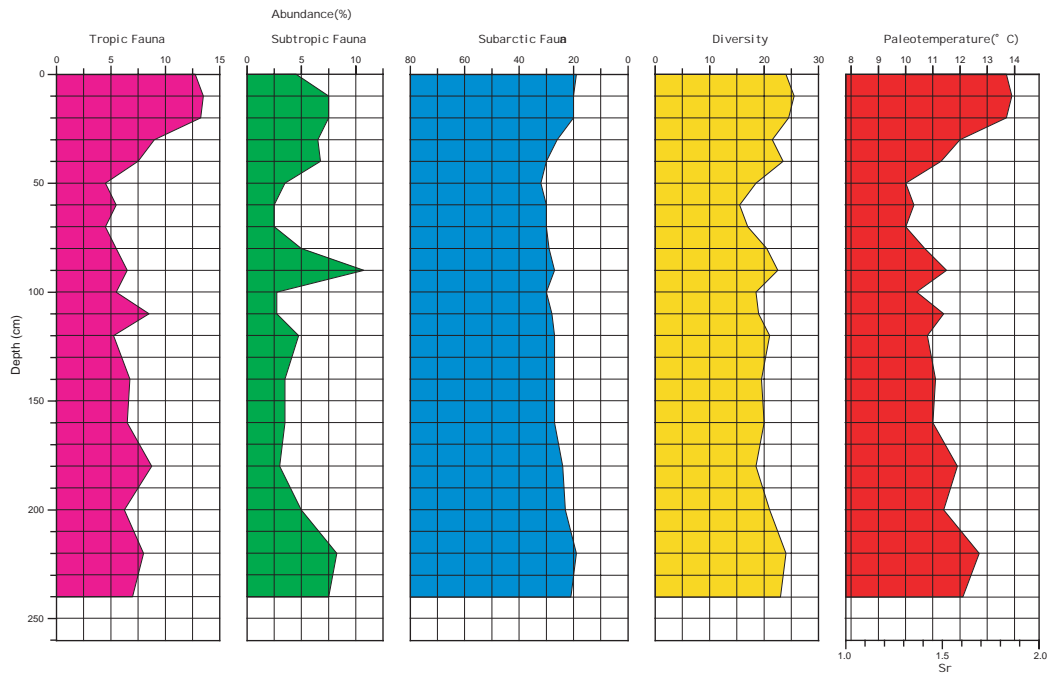 Abundance(%)
Tropic Fauna Subtropic Fauna Subarctic Fauna Diversity Paleotemperature(° C)
0 5 10 15 0 5 10 80 60 40 20 0 0 10 20 30 8 9 10 11 12 13 14
0
50
100
150
200
250
Depth (cm)
1.0 1.5 2.0
Sr